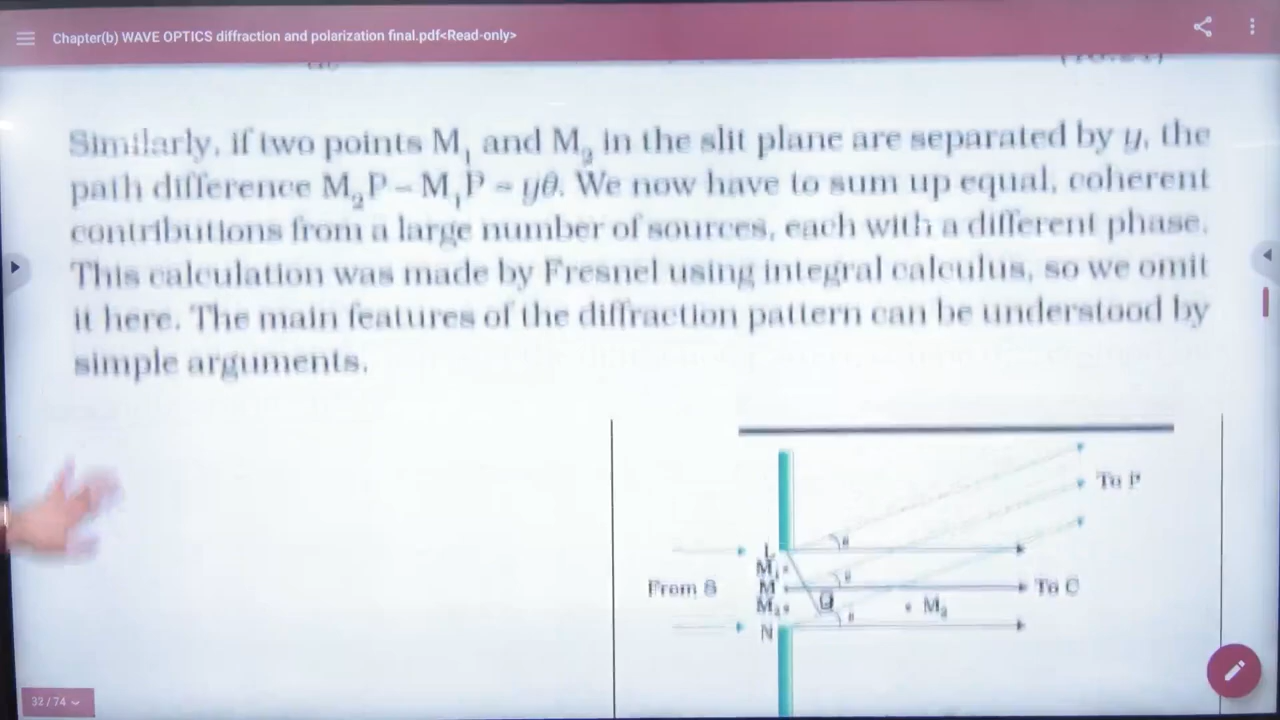 Chapter(b) WAVE OPTICS diffraction and polarization final.pdf<Read-only>
Similarly, if two points M₁ and M₂ in the slit plane are separated by y, the
path difference M₂P – M₁P ≈ yθ. We now have to sum up equal, coherent
contributions from a large number of sources, each with a different phase.
This calculation was made by Fresnel using integral calculus, so we omit
it here. The main features of the diffraction pattern can be understood by
simple arguments.
To P
θ
L
M₁
θ
From S
M
To C
M₂
Q
θ
M₂
N
32 / 74